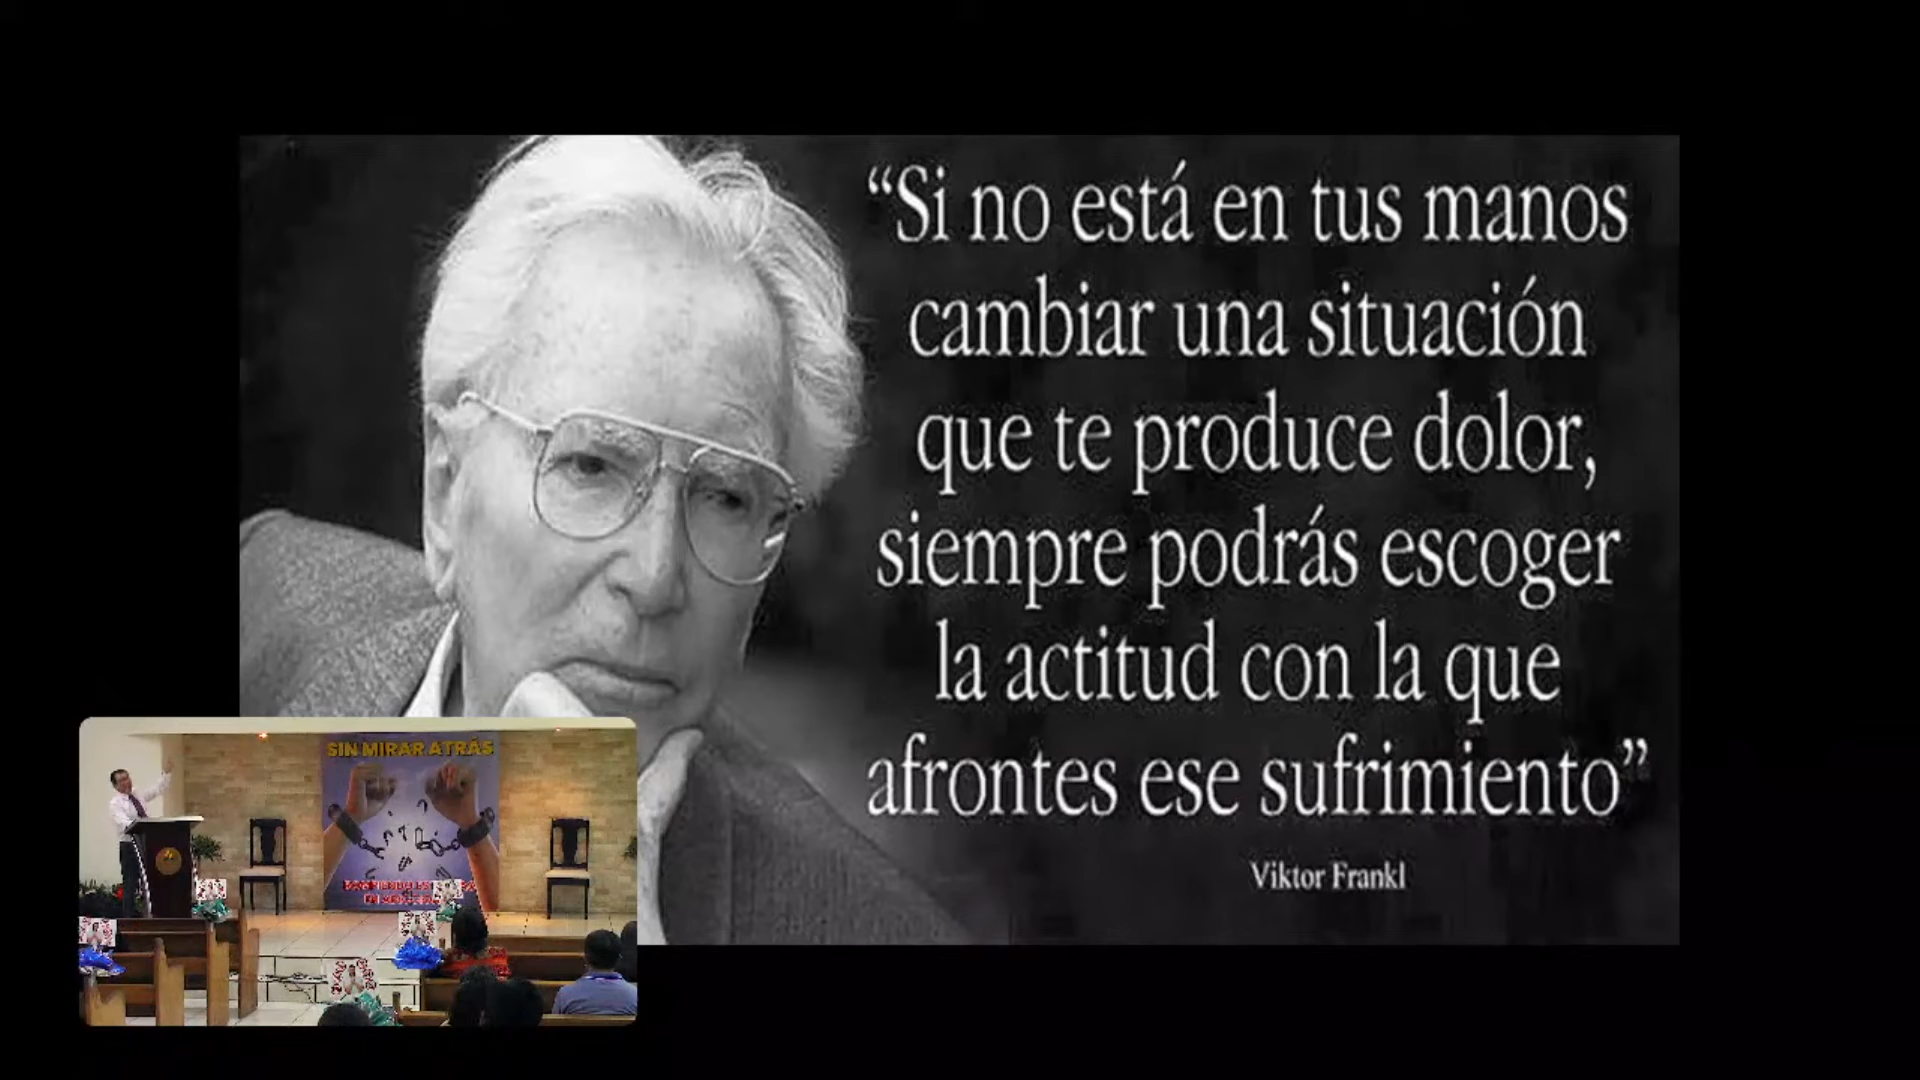 “Si no está en tus manos
cambiar una situación
que te produce dolor,
siempre podrás escoger
la actitud con la que
afrontes ese sufrimiento”
Viktor Frankl
SIN MIRAR ATRÁS